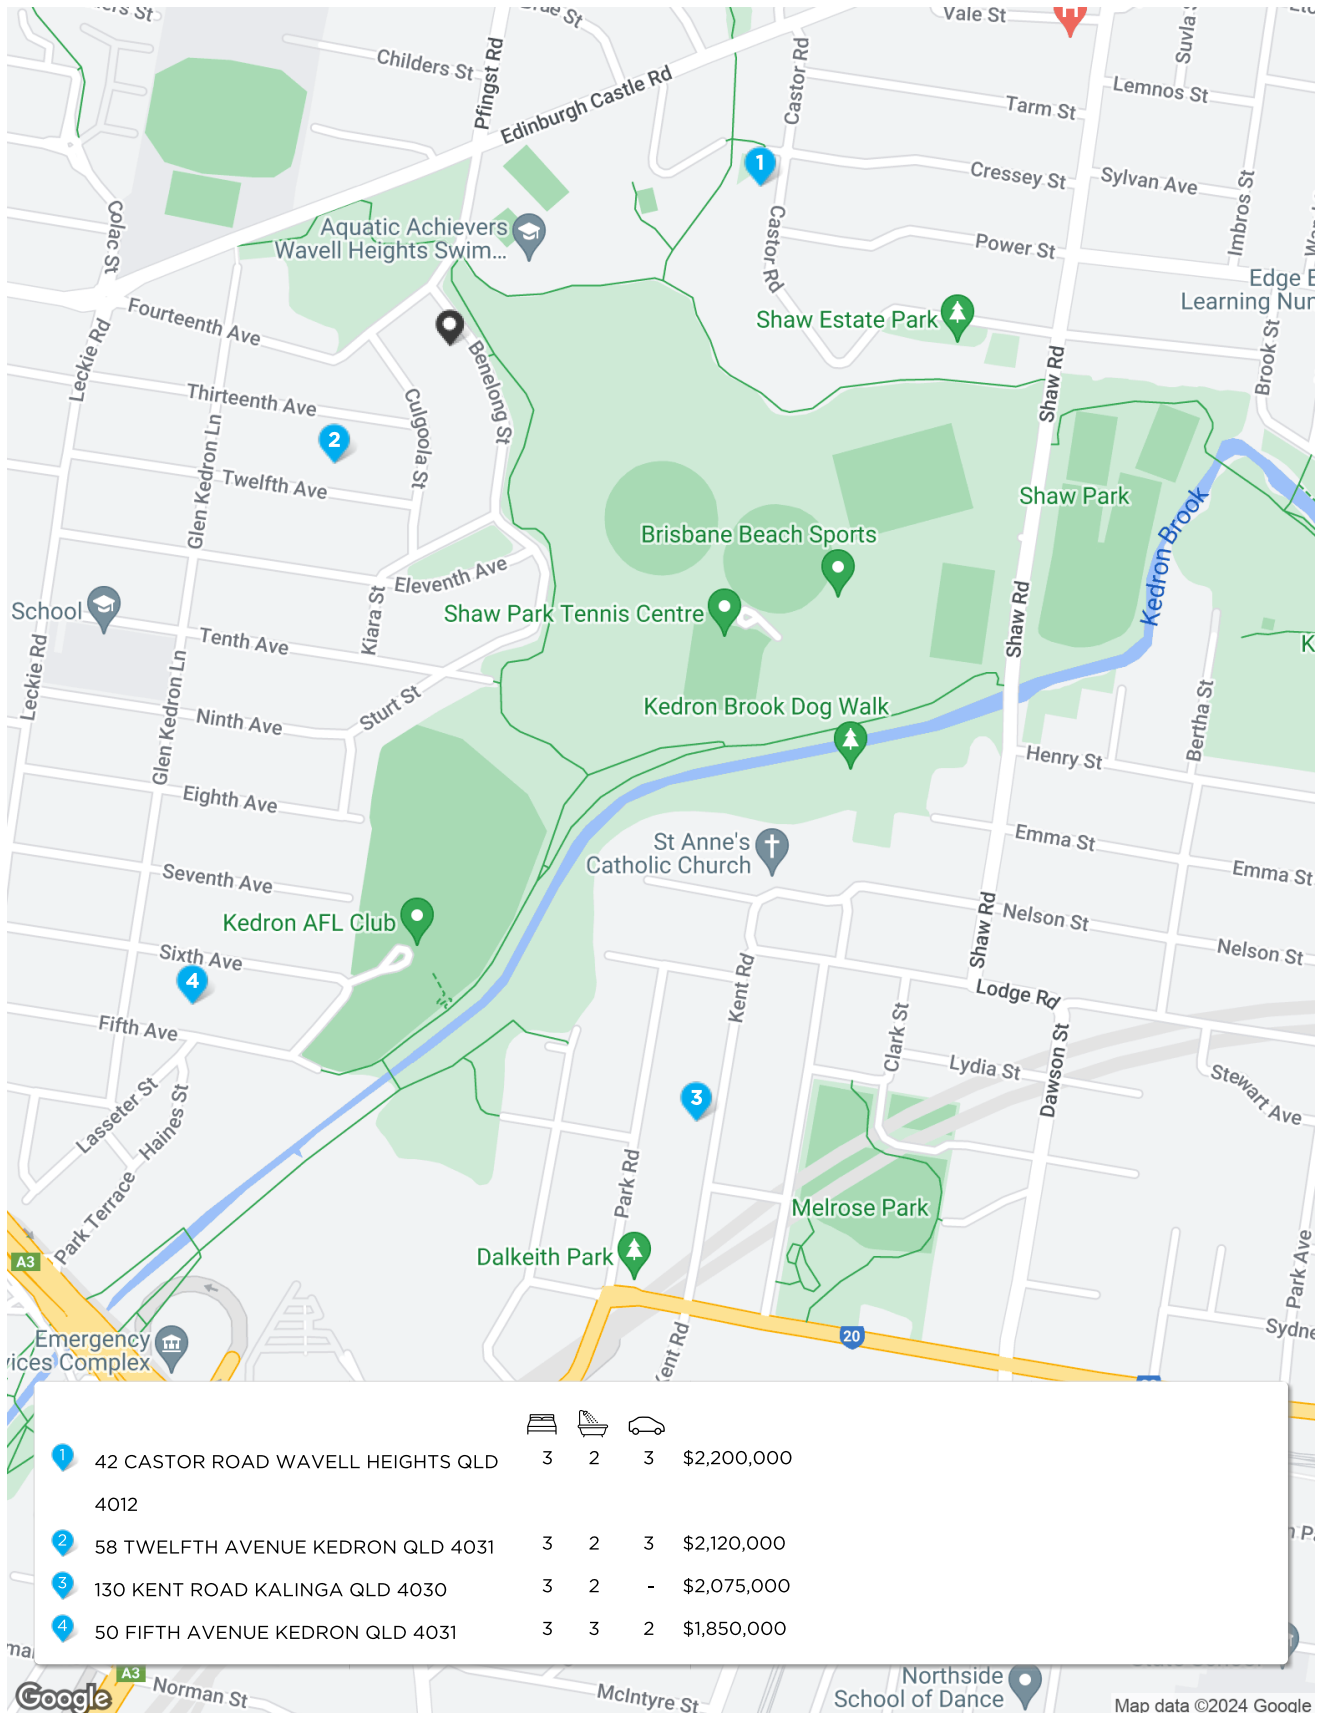 Vale St
H
Childers St
Pfingst Rd
Edinburgh Castle Rd
Castor Rd
Suvla
Lemnos St
Tarm St
Cressey St
Sylvan Ave
1
Imbros St
Colac St
Aquatic Achievers
Wavell Heights Swim...
Castor Rd
Power St
Edge E
Learning Nur
Fourteenth Ave
Shaw Estate Park
Leckie Rd
Benelong St
Shaw Rd
Brook St
Thirteenth Ave
Culgoola St
2
Glen Kedron Ln
Twelfth Ave
Shaw Park
Kedron Brook
Brisbane Beach Sports
Eleventh Ave
School
Shaw Park Tennis Centre
Kiara St
Shaw Rd
Tenth Ave
K
Leckie Rd
Glen Kedron Ln
Sturt St
Ninth Ave
Kedron Brook Dog Walk
Bertha St
Henry St
Eighth Ave
St Anne's
Catholic Church
Emma St
Emma St
Seventh Ave
Kedron AFL Club
Nelson St
Shaw Rd
Nelson St
Sixth Ave
4
Kent Rd
Lodge Rd
Fifth Ave
Clark St
Lydia St
Dawson St
Stewart Ave
Lasseter St
Haines St
3
Park Terrace
Park Rd
Melrose Park
A3
Dalkeith Park
Park Ave
Emergency
vices Complex
20
Sydne
Kent Rd
1 42 CASTOR ROAD WAVELL HEIGHTS QLD 3 2 3 $2,200,000
4012
2 58 TWELFTH AVENUE KEDRON QLD 4031 3 2 3 $2,120,000
3 130 KENT ROAD KALINGA QLD 4030 3 2 - $2,075,000
4 50 FIFTH AVENUE KEDRON QLD 4031 3 3 2 $1,850,000
A3
Norman St
McIntyre St
Northside
School of Dance
Google
Map data ©2024 Google